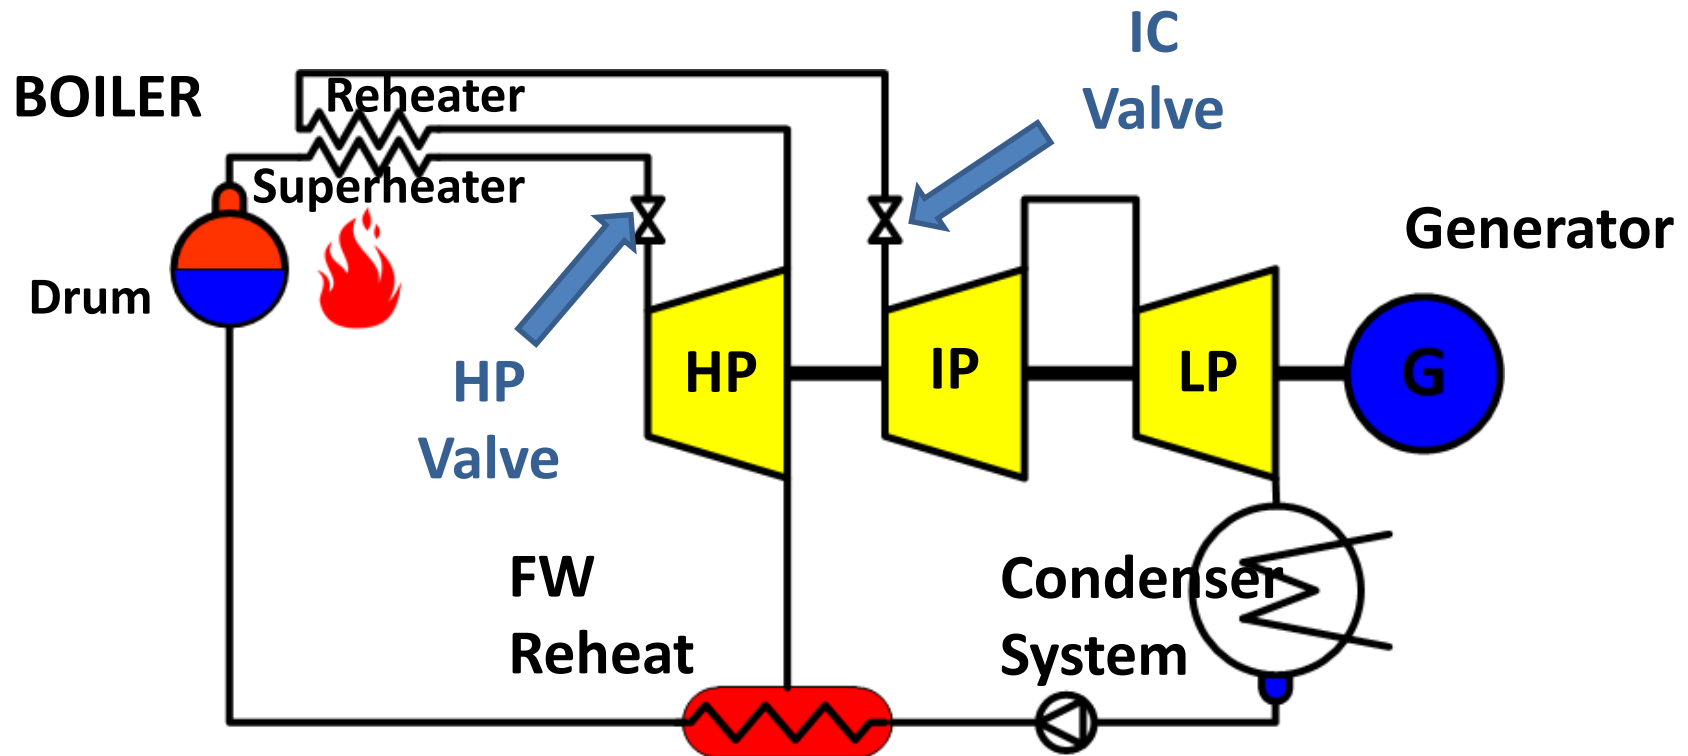 IC
Valve
BOILER
Reheater
Superheater
Generator
Drum
HP
Valve
HP
IP
LP
G
FW
Reheat
Condenser
System